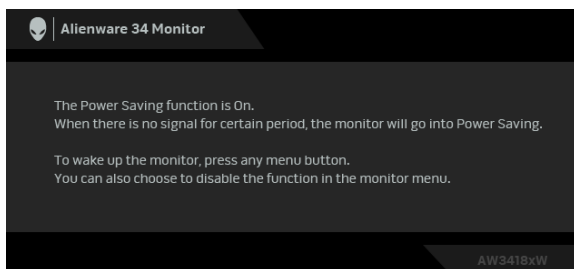 Alienware 34 Monitor
The Power Saving function is On.
When there is no signal for certain period, the monitor will go into Power Saving.
To wake up the monitor, press any menu button.
You can also choose to disable the function in the monitor menu.
AW3418xW